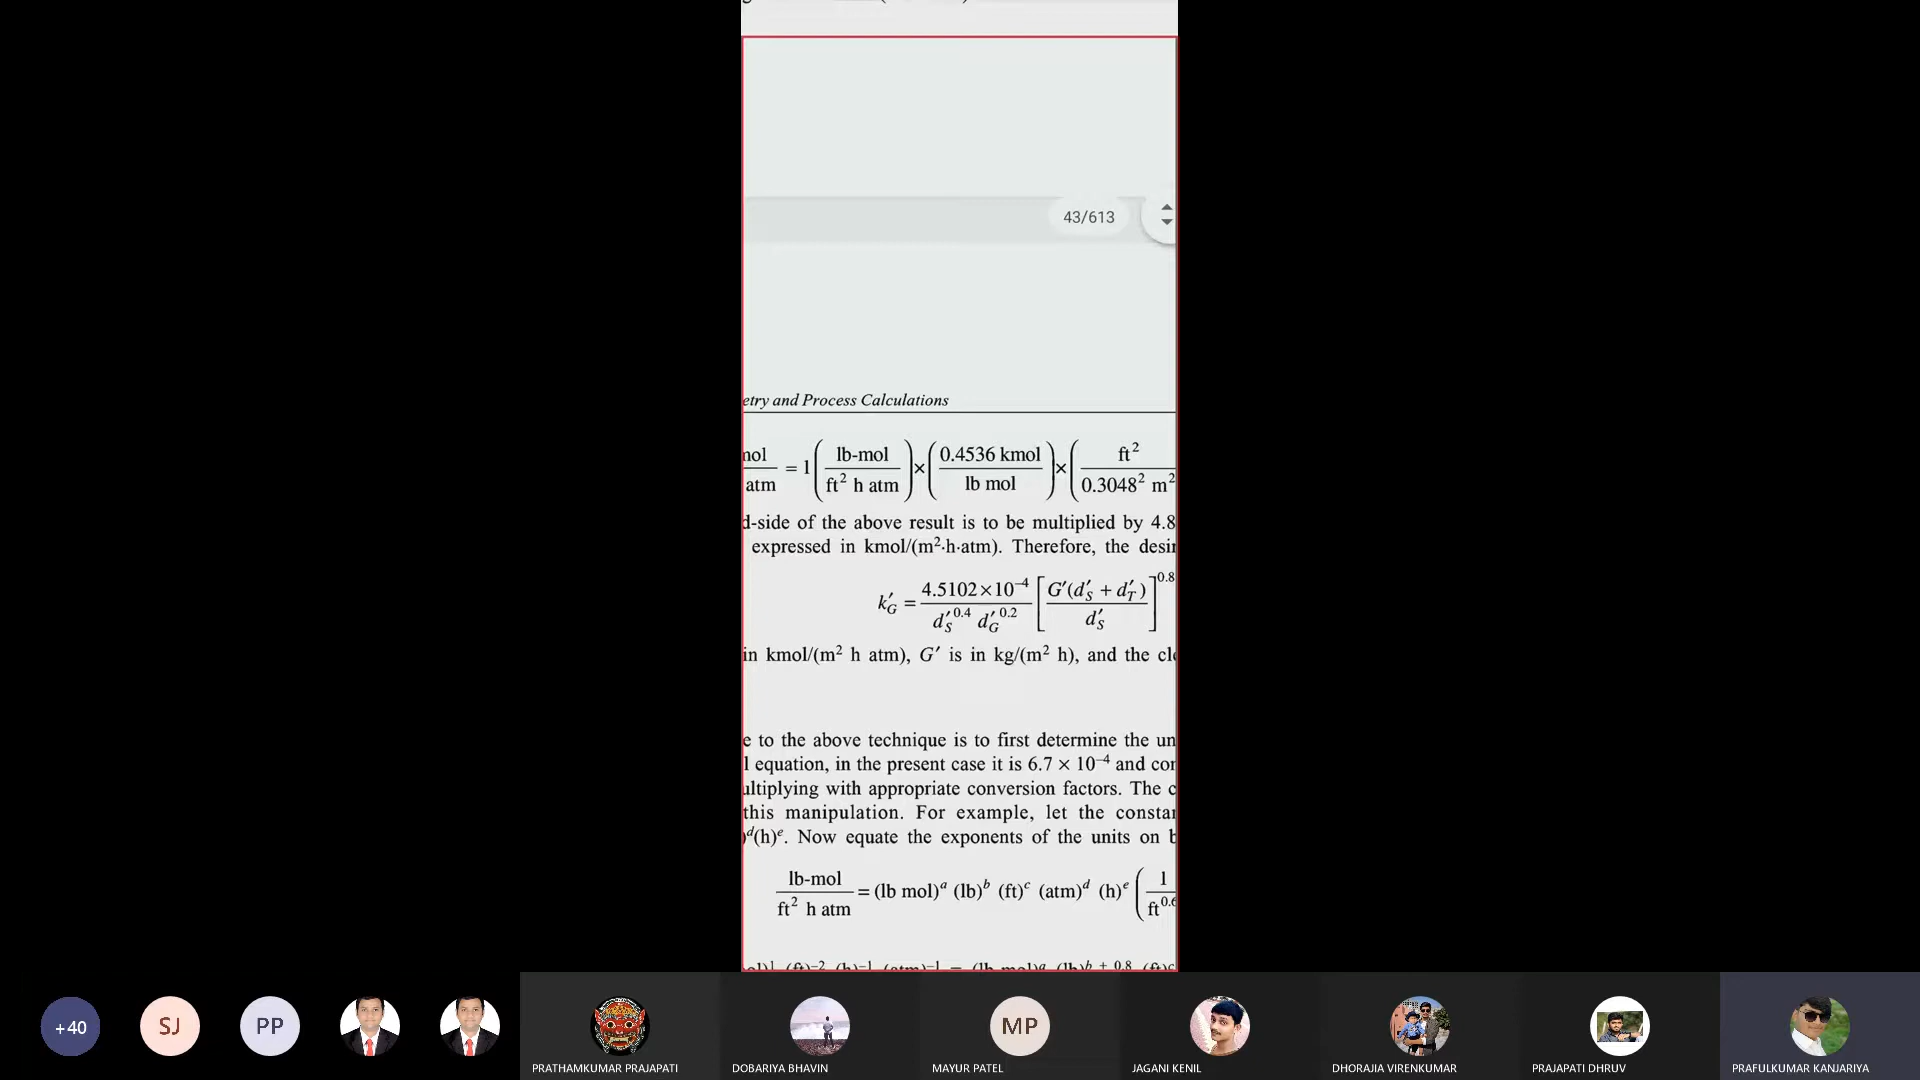 43/613
etry and Process Calculations
nol / atm = 1 (lb-mol / ft² h atm) × (0.4536 kmol / lb mol) × (ft² / 0.3048² m²
d-side of the above result is to be multiplied by 4.8
expressed in kmol/(m²·h·atm). Therefore, the desi
k′G = 4.5102×10⁻⁴ / d′S^0.4 d′G^0.2 [G′(d′S + d′T) / d′S]^0.8
in kmol/(m² h atm), G′ is in kg/(m² h), and the cl
e to the above technique is to first determine the un
l equation, in the present case it is 6.7 × 10⁻⁴ and con
ultiplying with appropriate conversion factors. The c
this manipulation. For example, let the constan
)^d(h)^e. Now equate the exponents of the units on b
lb-mol / ft² h atm = (lb mol)^a (lb)^b (ft)^c (atm)^d (h)^e (1 / ft^0.6
+40
SJ
PP
MP
PRATHAMKUMAR PRAJAPATI
DOBARIYA BHAVIN
MAYUR PATEL
JAGANI KENIL
DHORAJIA VIRENKUMAR
PRAJAPATI DHRUV
PRAFULKUMAR KANJARIYA